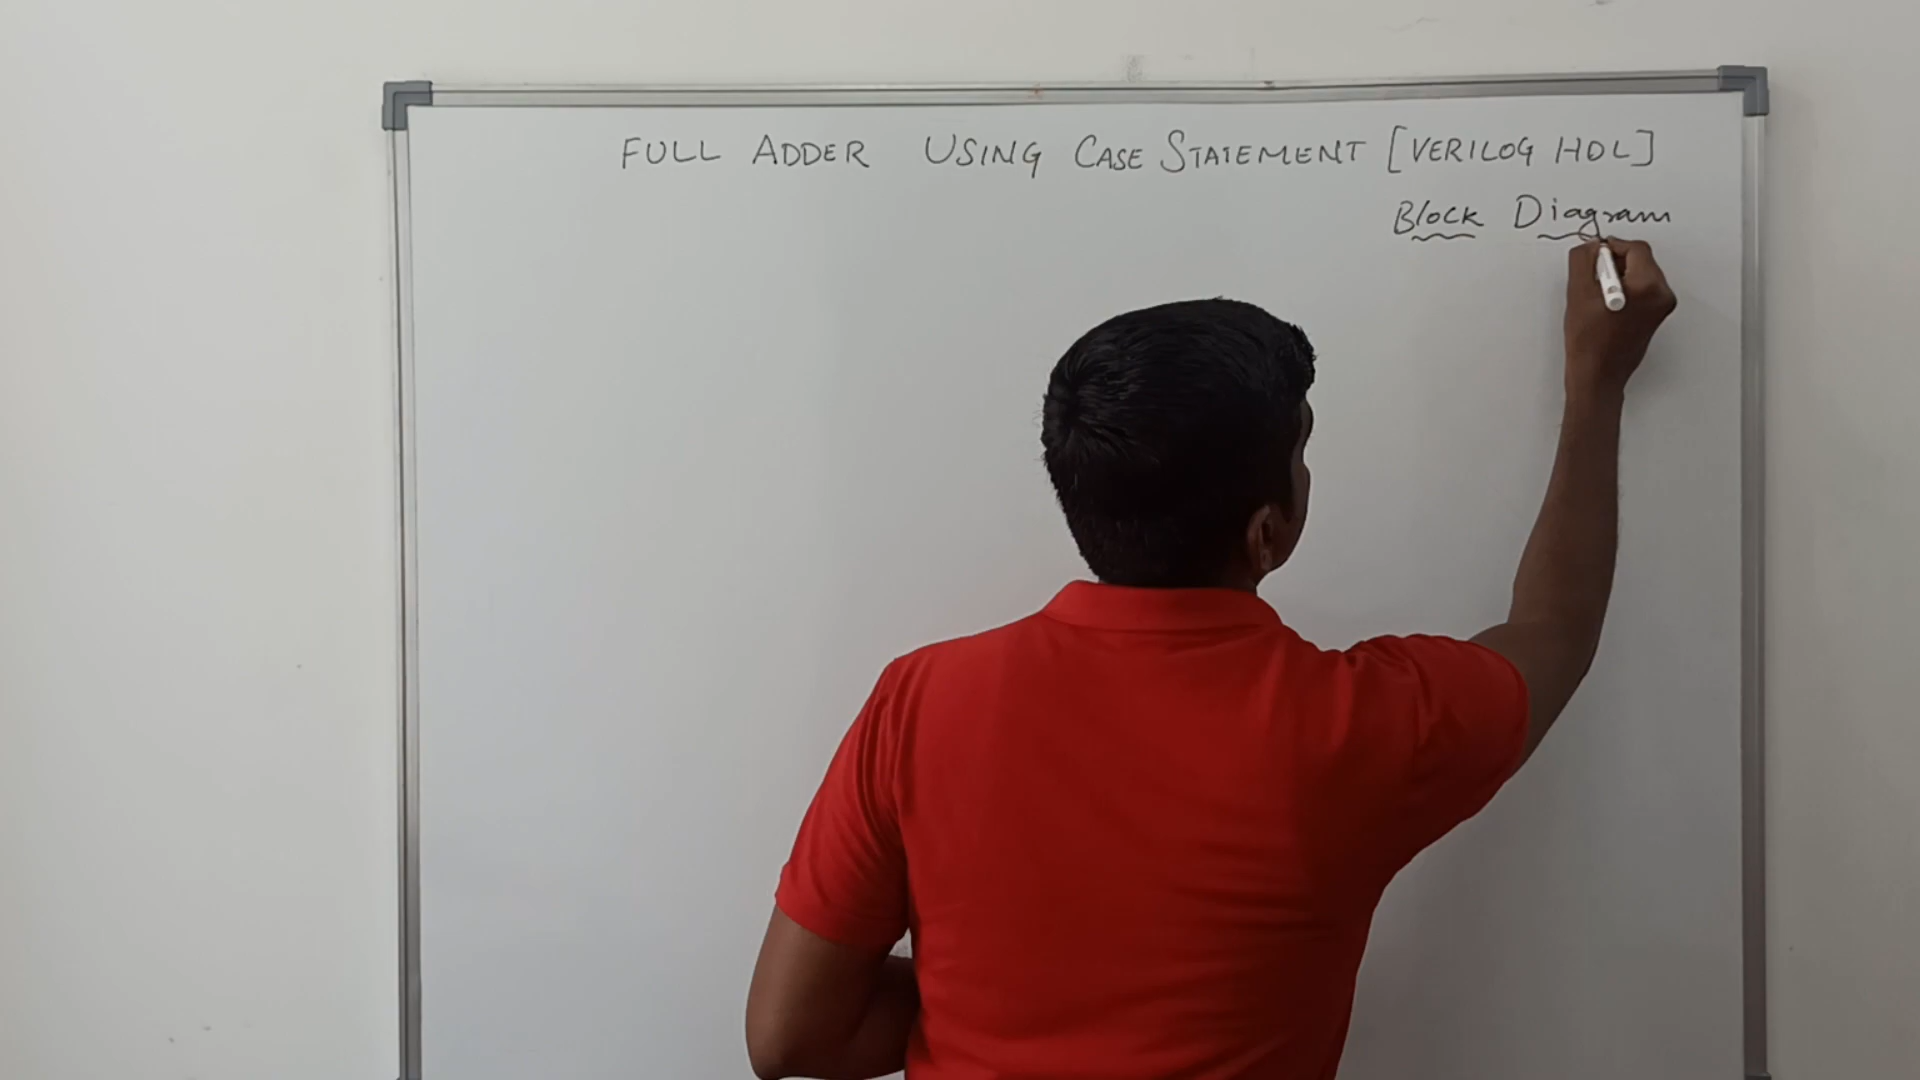 FULL ADDER USING CASE STATEMENT [VERILOG HDL]
Block Diagram